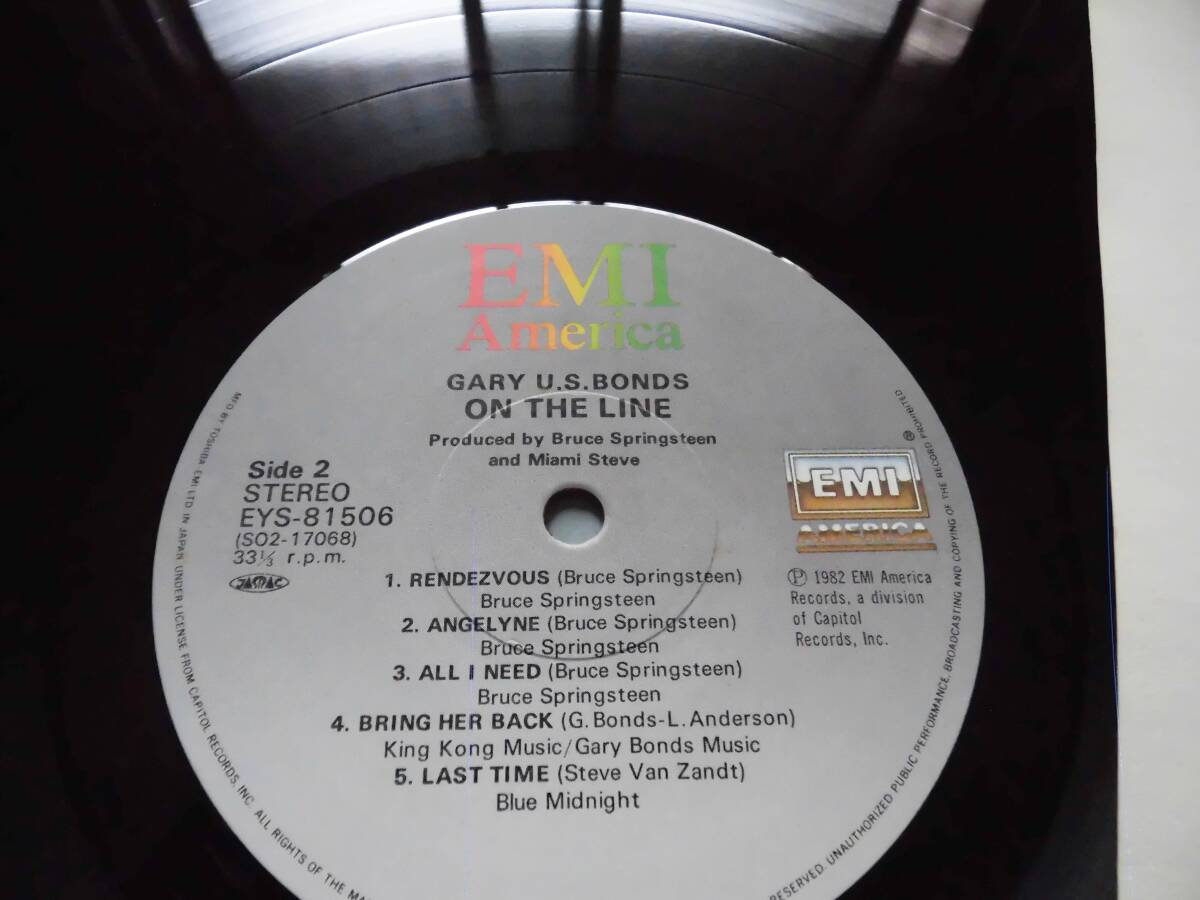 EMI
America
GARY U.S.BONDS
ON THE LINE
Produced by Bruce Springsteen
and Miami Steve
Side 2
STEREO
EYS-81506
(SO2-17068)
33⅓ r.p.m.
JASRAC
®
EMI
AMERICA
℗ 1982 EMI America
Records, a division
of Capitol
Records, Inc.
1. RENDEZVOUS (Bruce Springsteen)
Bruce Springsteen
2. ANGELYNE (Bruce Springsteen)
Bruce Springsteen
3. ALL I NEED (Bruce Springsteen)
Bruce Springsteen
4. BRING HER BACK (G.Bonds-L.Anderson)
King Kong Music/Gary Bonds Music
5. LAST TIME (Steve Van Zandt)
Blue Midnight
MFD BY TOSHIBA EMI LTD IN JAPAN UNDER LICENSE FROM CAPITOL RECORDS, INC. ALL RIGHTS OF THE
RESERVED. UNAUTHORIZED PUBLIC PERFORMANCE, BROADCASTING AND COPYING OF THE RECORD PROHIBITED